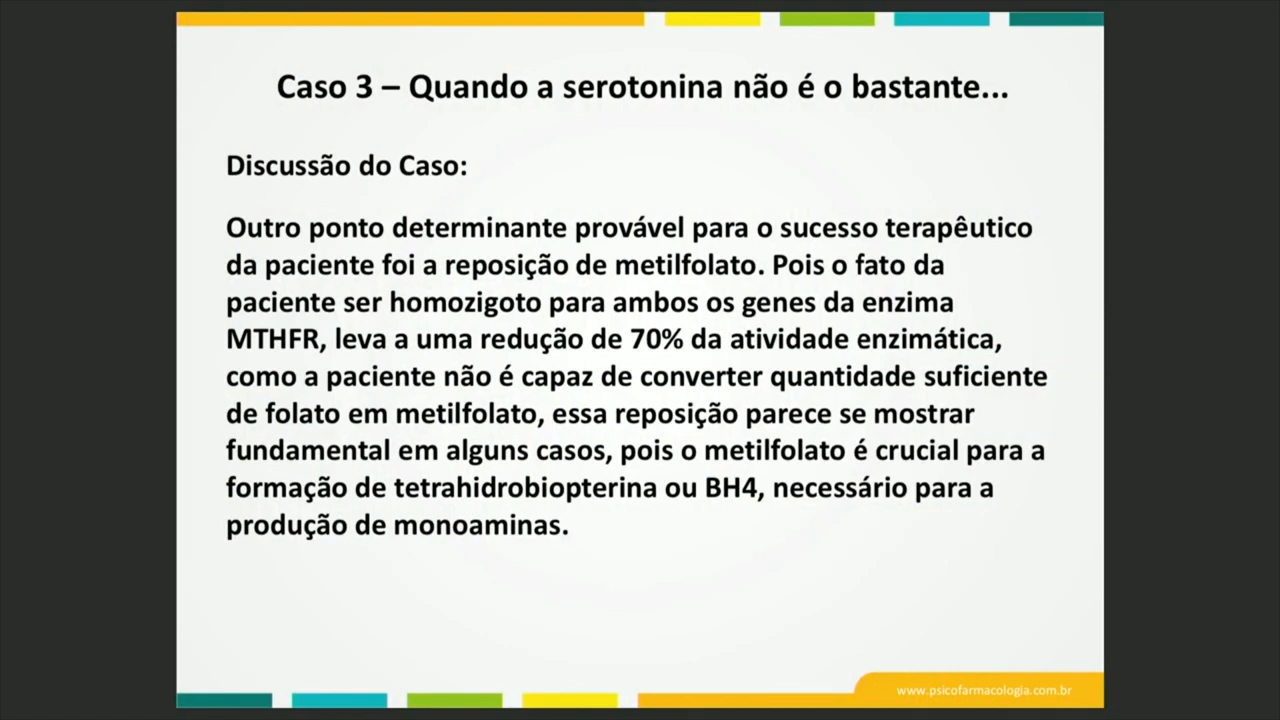 Caso 3 – Quando a serotonina não é o bastante...
Discussão do Caso:
Outro ponto determinante provável para o sucesso terapêutico
da paciente foi a reposição de metilfolato. Pois o fato da
paciente ser homozigoto para ambos os genes da enzima
MTHFR, leva a uma redução de 70% da atividade enzimática,
como a paciente não é capaz de converter quantidade suficiente
de folato em metilfolato, essa reposição parece se mostrar
fundamental em alguns casos, pois o metilfolato é crucial para a
formação de tetrahidrobiopterina ou BH4, necessário para a
produção de monoaminas.
www.psicofarmacologia.com.br